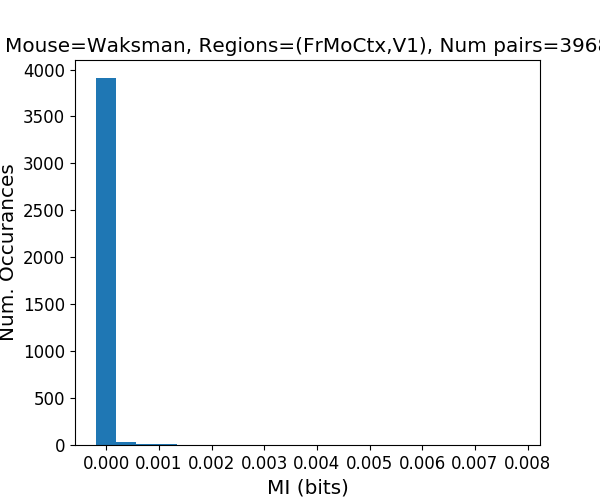 Mouse=Waksman, Regions=(FrMoCtx,V1), Num pairs=3968
4000
3500
3000
2500
2000
1500
1000
500
0
Num. Occurances
0.000 0.001 0.002 0.003 0.004 0.005 0.006 0.007 0.008
MI (bits)